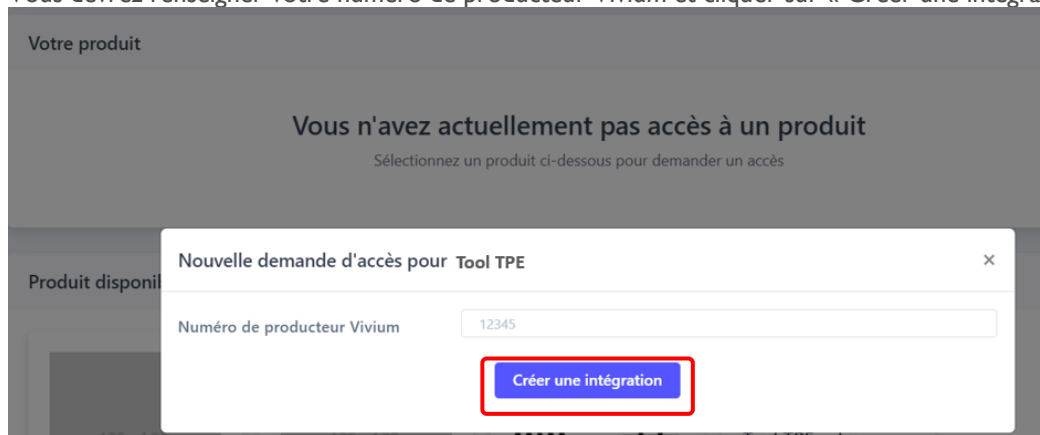 Vous devrez renseigner votre numéro de producteur Vivium et cliquer sur « Créer une intégra
Votre produit
Vous n'avez actuellement pas accès à un produit
Sélectionnez un produit ci-dessous pour demander un accès
Nouvelle demande d'accès pour Tool TPE ×
Produit disponil
Numéro de producteur Vivium 12345
Créer une intégration